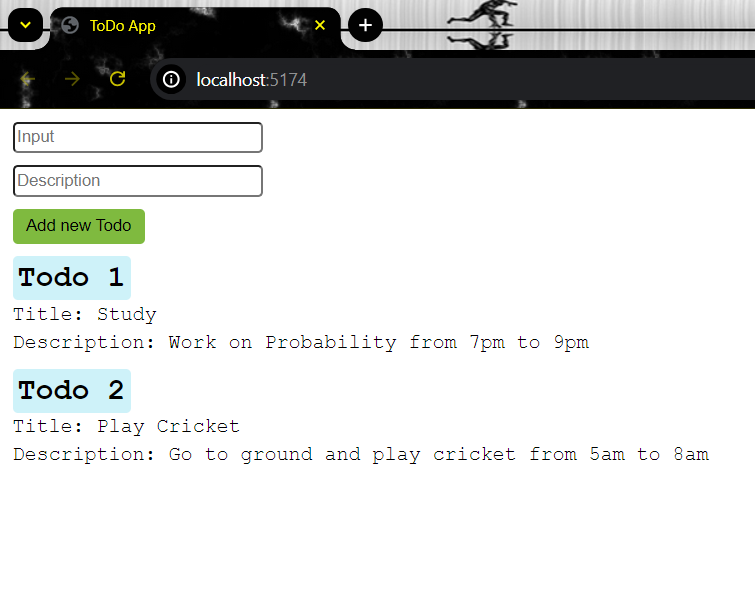 ToDo App
localhost:5174
Input
Description
Add new Todo
Todo 1
Title: Study
Description: Work on Probability from 7pm to 9pm
Todo 2
Title: Play Cricket
Description: Go to ground and play cricket from 5am to 8am